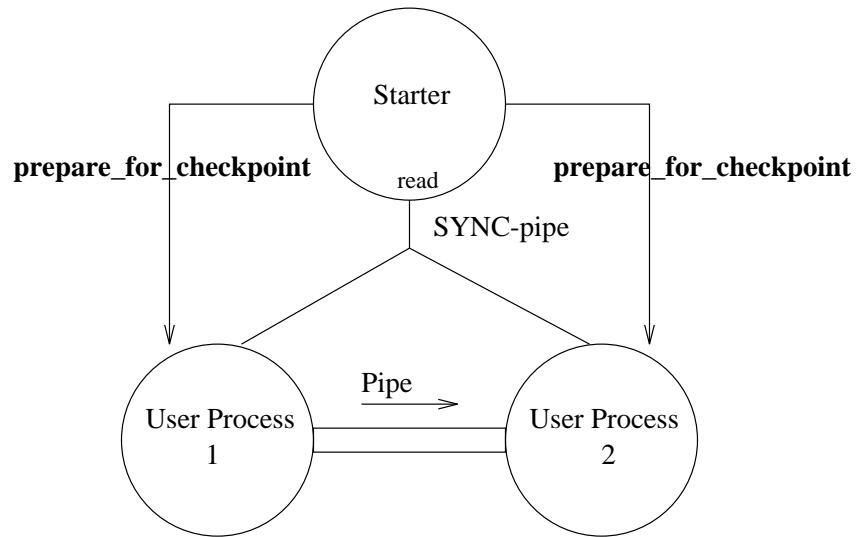 Starter
prepare_for_checkpoint
prepare_for_checkpoint
read
SYNC-pipe
Pipe
User Process
1
User Process
2